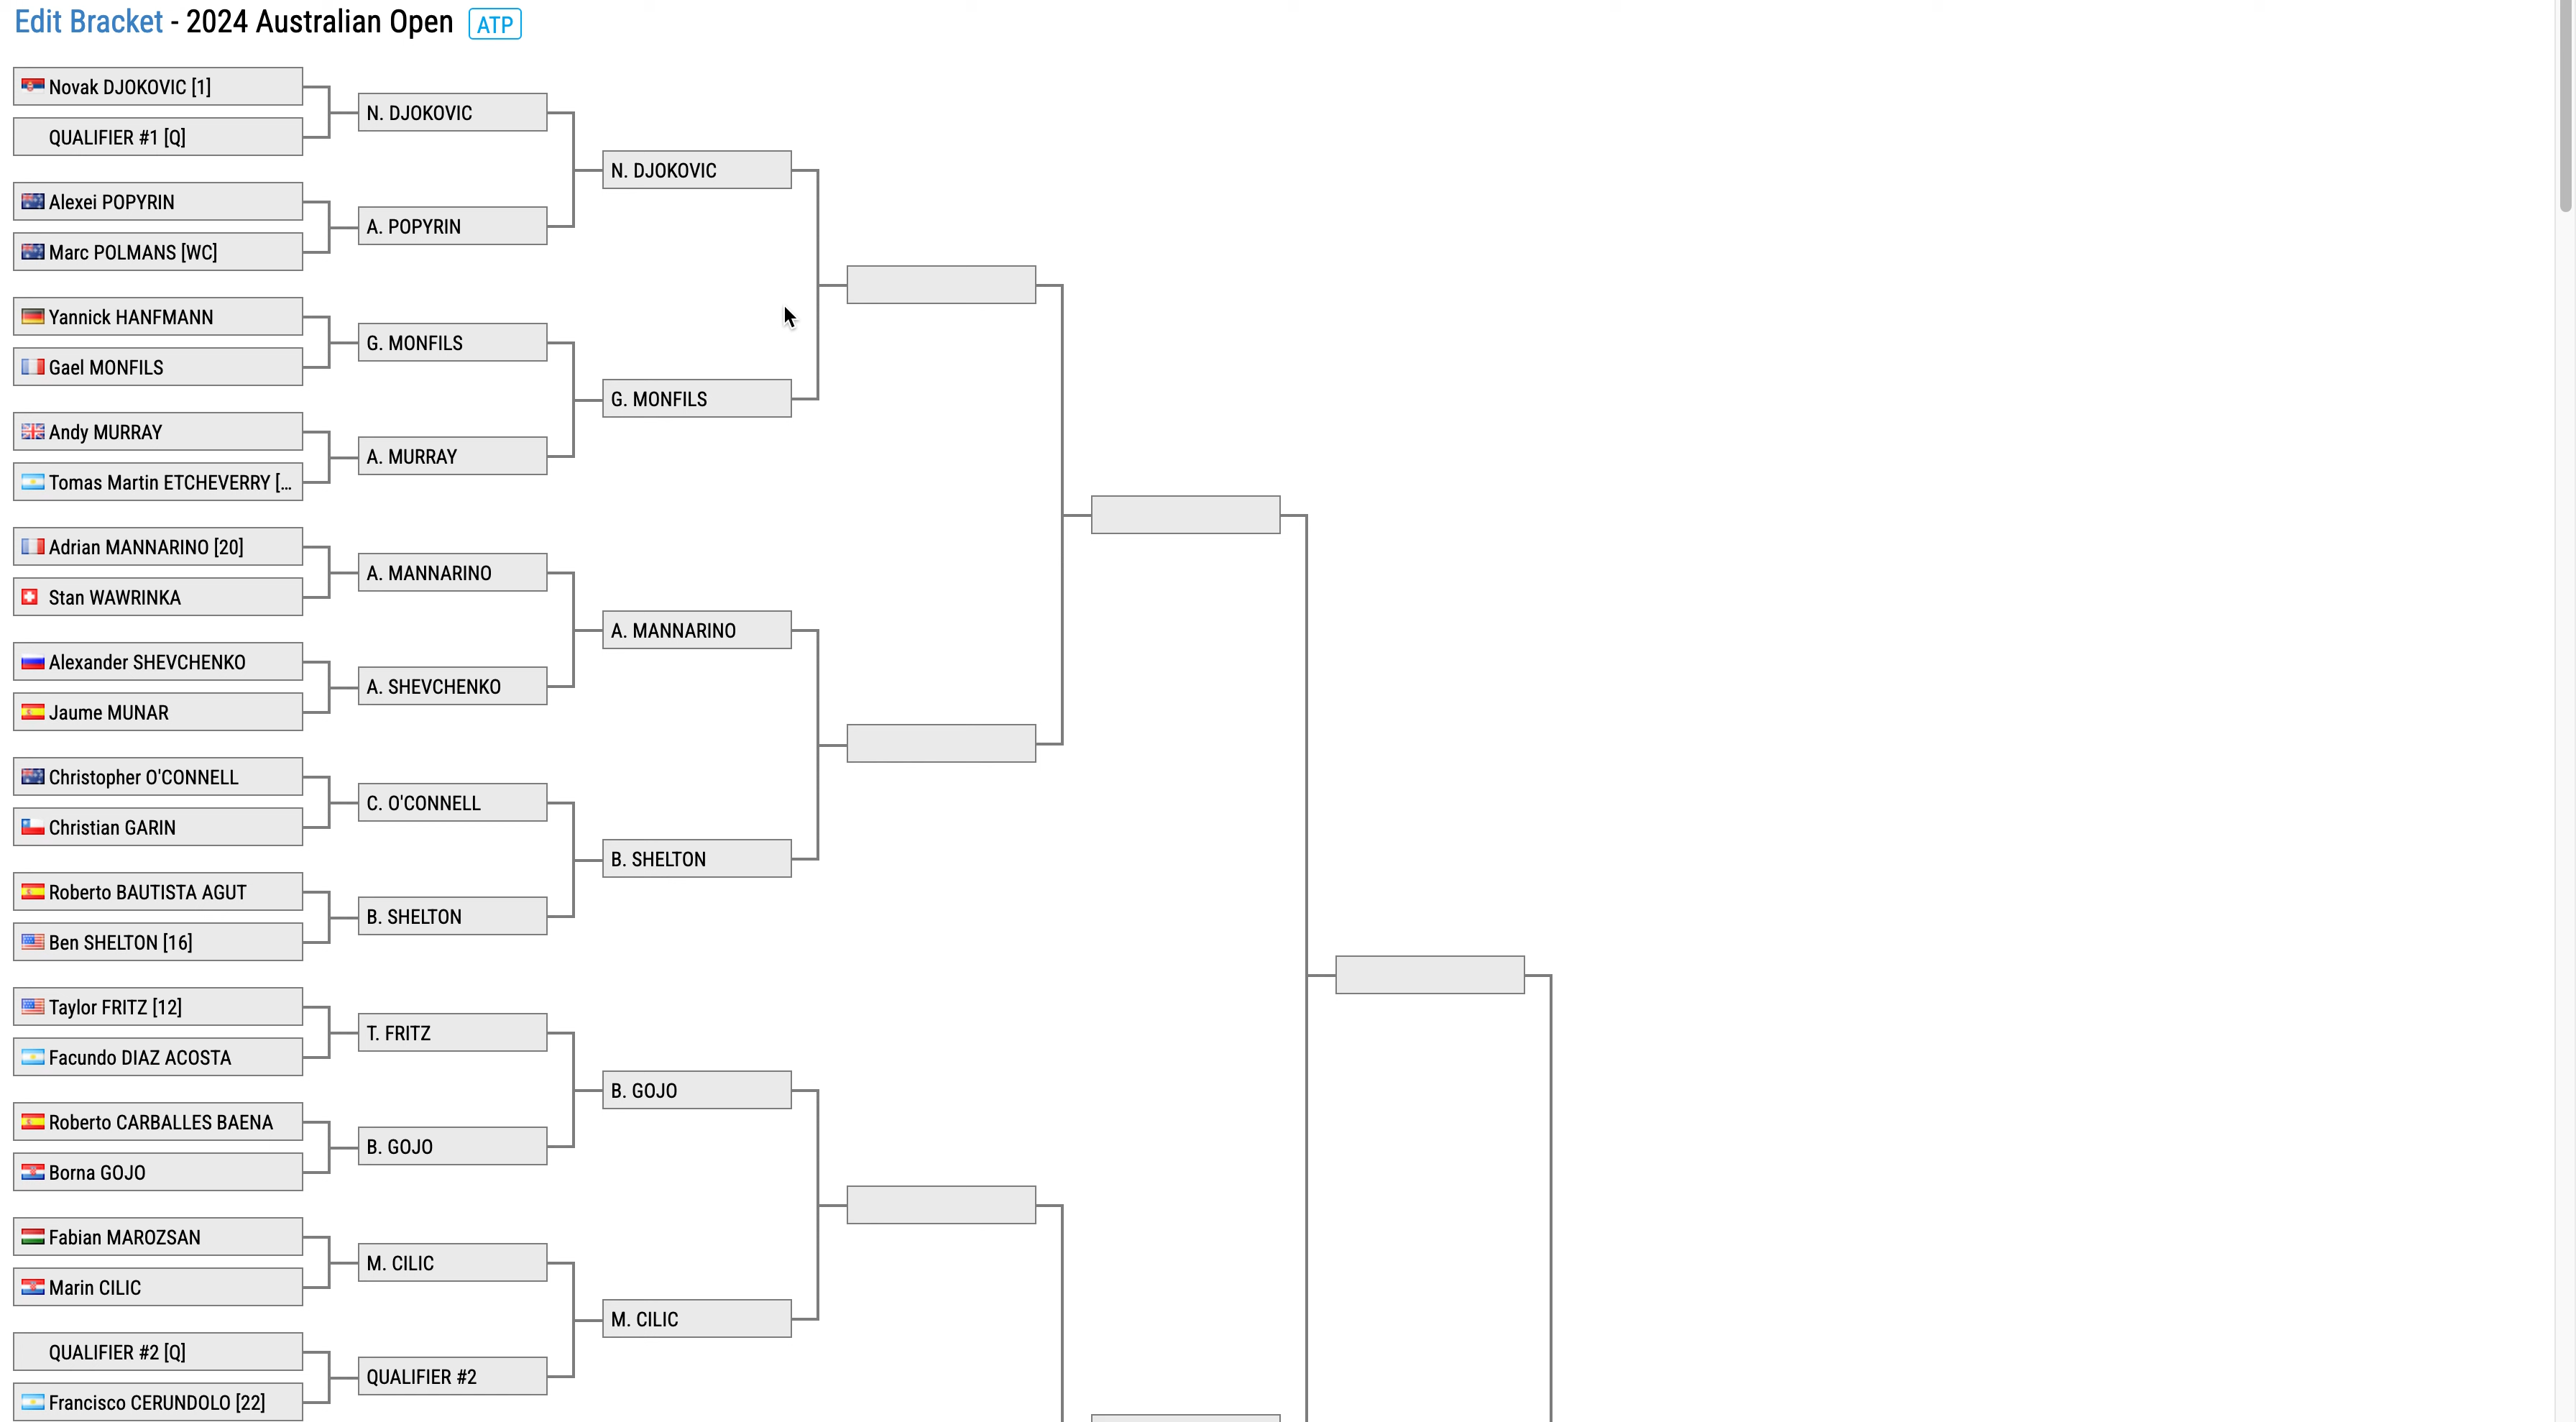 Edit Bracket - 2024 Australian Open ATP
Novak DJOKOVIC [1]
QUALIFIER #1 [Q]
Alexei POPYRIN
Marc POLMANS [WC]
Yannick HANFMANN
Gael MONFILS
Andy MURRAY
Tomas Martin ETCHEVERRY [...
Adrian MANNARINO [20]
Stan WAWRINKA
Alexander SHEVCHENKO
Jaume MUNAR
Christopher O'CONNELL
Christian GARIN
Roberto BAUTISTA AGUT
Ben SHELTON [16]
Taylor FRITZ [12]
Facundo DIAZ ACOSTA
Roberto CARBALLES BAENA
Borna GOJO
Fabian MAROZSAN
Marin CILIC
QUALIFIER #2 [Q]
Francisco CERUNDOLO [22]
N. DJOKOVIC
A. POPYRIN
G. MONFILS
A. MURRAY
A. MANNARINO
A. SHEVCHENKO
C. O'CONNELL
B. SHELTON
T. FRITZ
B. GOJO
M. CILIC
QUALIFIER #2
N. DJOKOVIC
G. MONFILS
A. MANNARINO
B. SHELTON
B. GOJO
M. CILIC